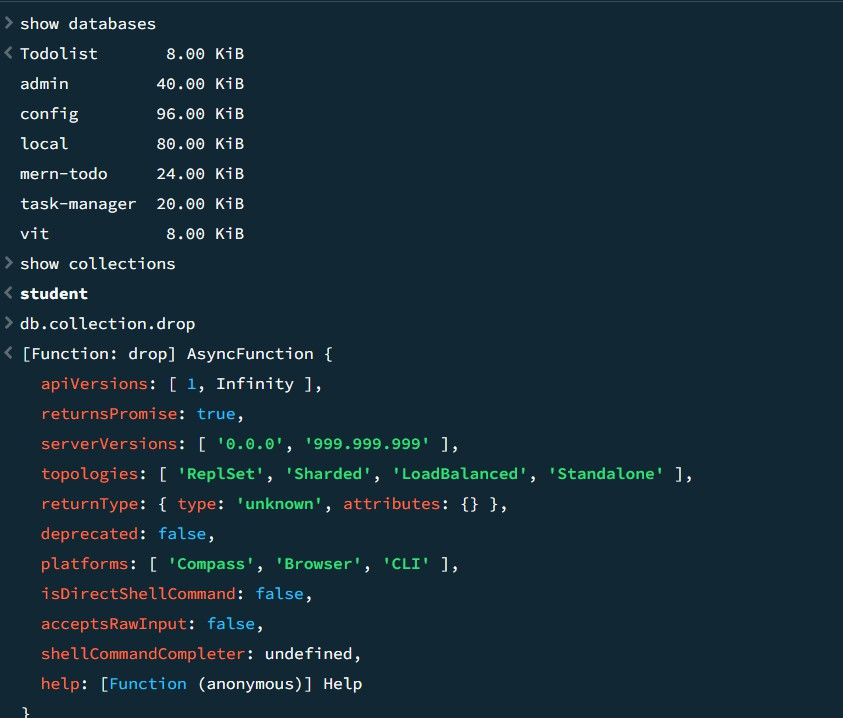 > show databases
< Todolist       8.00 KiB
admin         40.00 KiB
config        96.00 KiB
local         80.00 KiB
mern-todo     24.00 KiB
task-manager  20.00 KiB
vit            8.00 KiB
> show collections
< student
> db.collection.drop
< [Function: drop] AsyncFunction {
apiVersions: [ 1, Infinity ],
returnsPromise: true,
serverVersions: [ '0.0.0', '999.999.999' ],
topologies: [ 'ReplSet', 'Sharded', 'LoadBalanced', 'Standalone' ],
returnType: { type: 'unknown', attributes: {} },
deprecated: false,
platforms: [ 'Compass', 'Browser', 'CLI' ],
isDirectShellCommand: false,
acceptsRawInput: false,
shellCommandCompleter: undefined,
help: [Function (anonymous)] Help
}